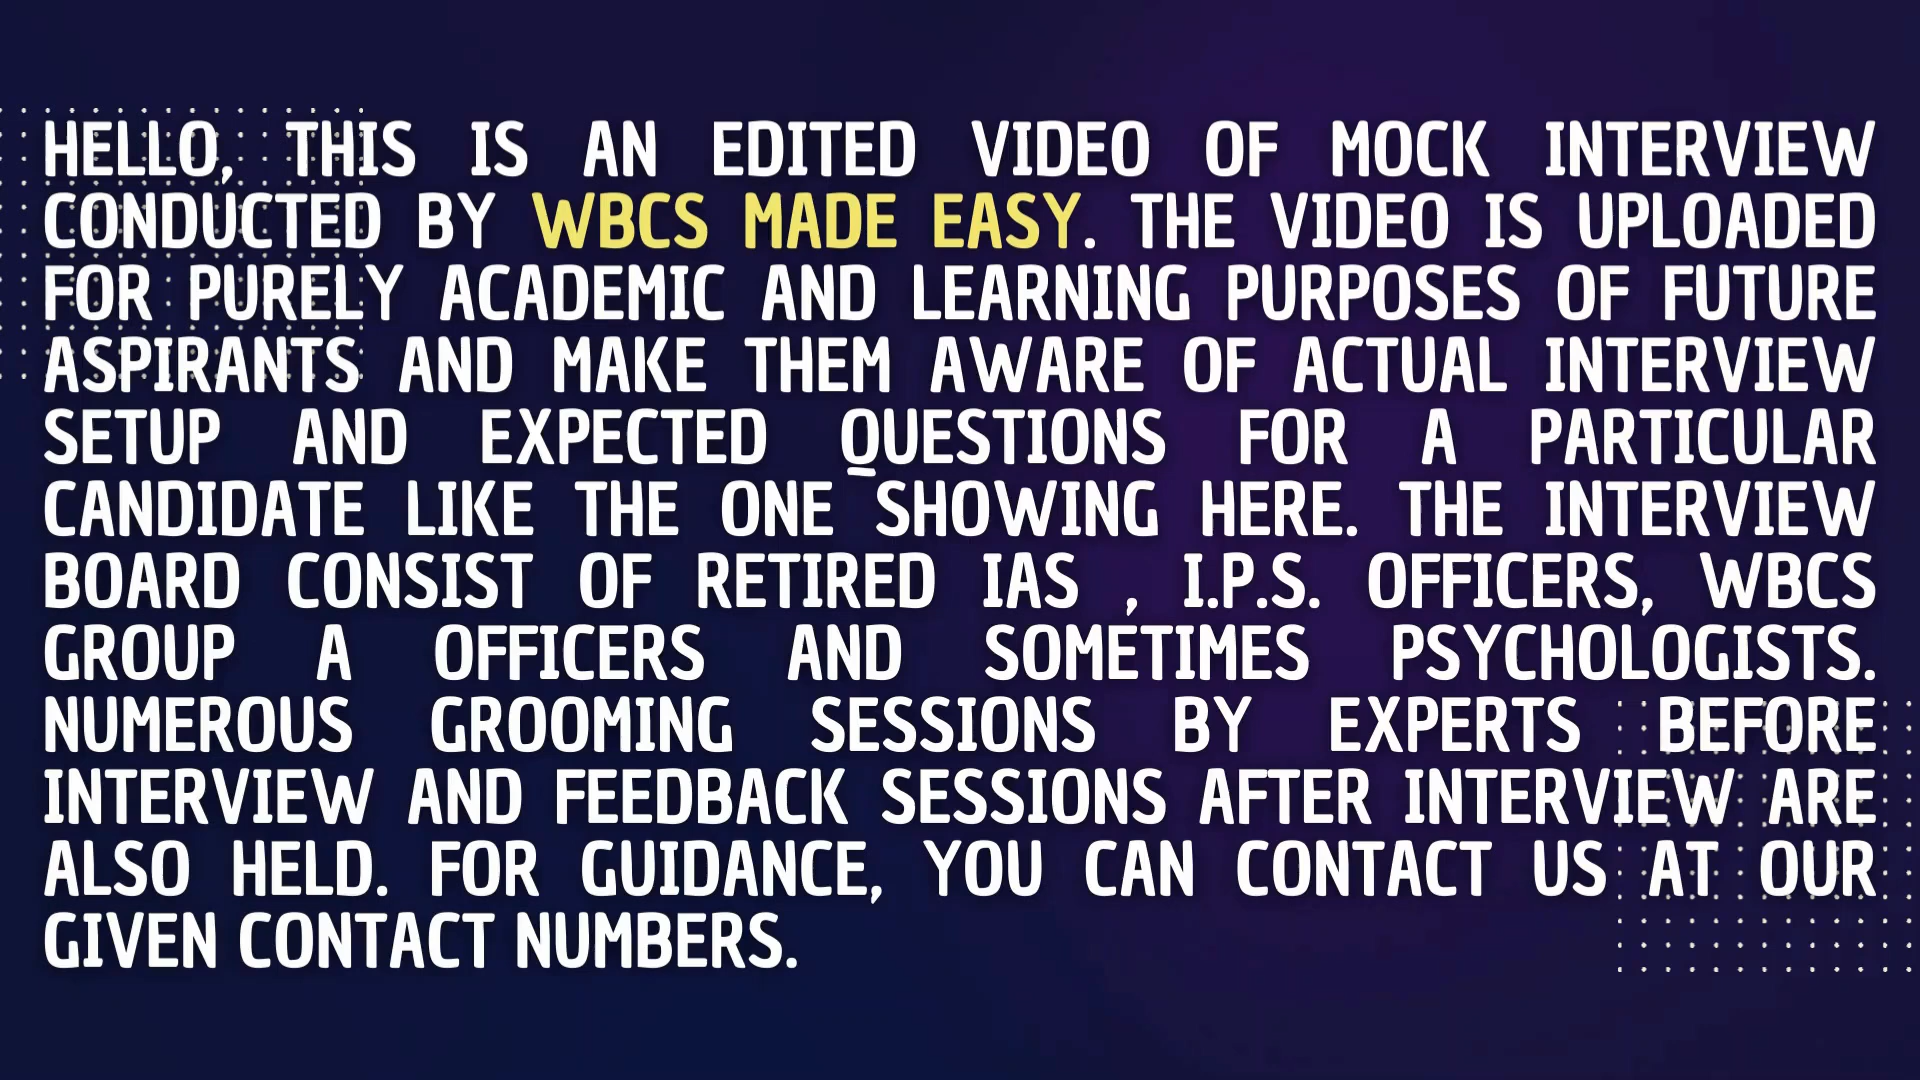 HELLO, THIS IS AN EDITED VIDEO OF MOCK INTERVIEW
CONDUCTED BY WBCS MADE EASY. THE VIDEO IS UPLOADED
FOR PURELY ACADEMIC AND LEARNING PURPOSES OF FUTURE
ASPIRANTS AND MAKE THEM AWARE OF ACTUAL INTERVIEW
SETUP AND EXPECTED QUESTIONS FOR A PARTICULAR
CANDIDATE LIKE THE ONE SHOWING HERE. THE INTERVIEW
BOARD CONSIST OF RETIRED IAS , I.P.S. OFFICERS, WBCS
GROUP A OFFICERS AND SOMETIMES PSYCHOLOGISTS.
NUMEROUS GROOMING SESSIONS BY EXPERTS BEFORE
INTERVIEW AND FEEDBACK SESSIONS AFTER INTERVIEW ARE
ALSO HELD. FOR GUIDANCE, YOU CAN CONTACT US AT OUR
GIVEN CONTACT NUMBERS.